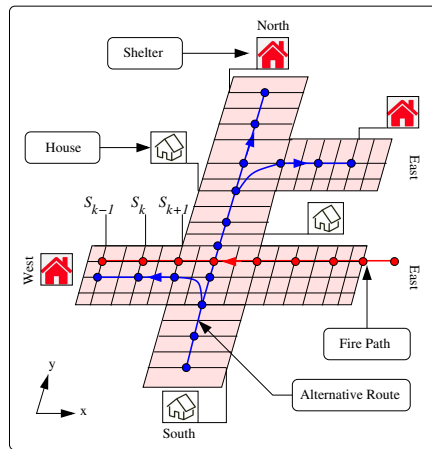 North
Shelter
House
East
S_{k-1} S_k S_{k+1}
West
East
Fire Path
y
x
Alternative Route
South